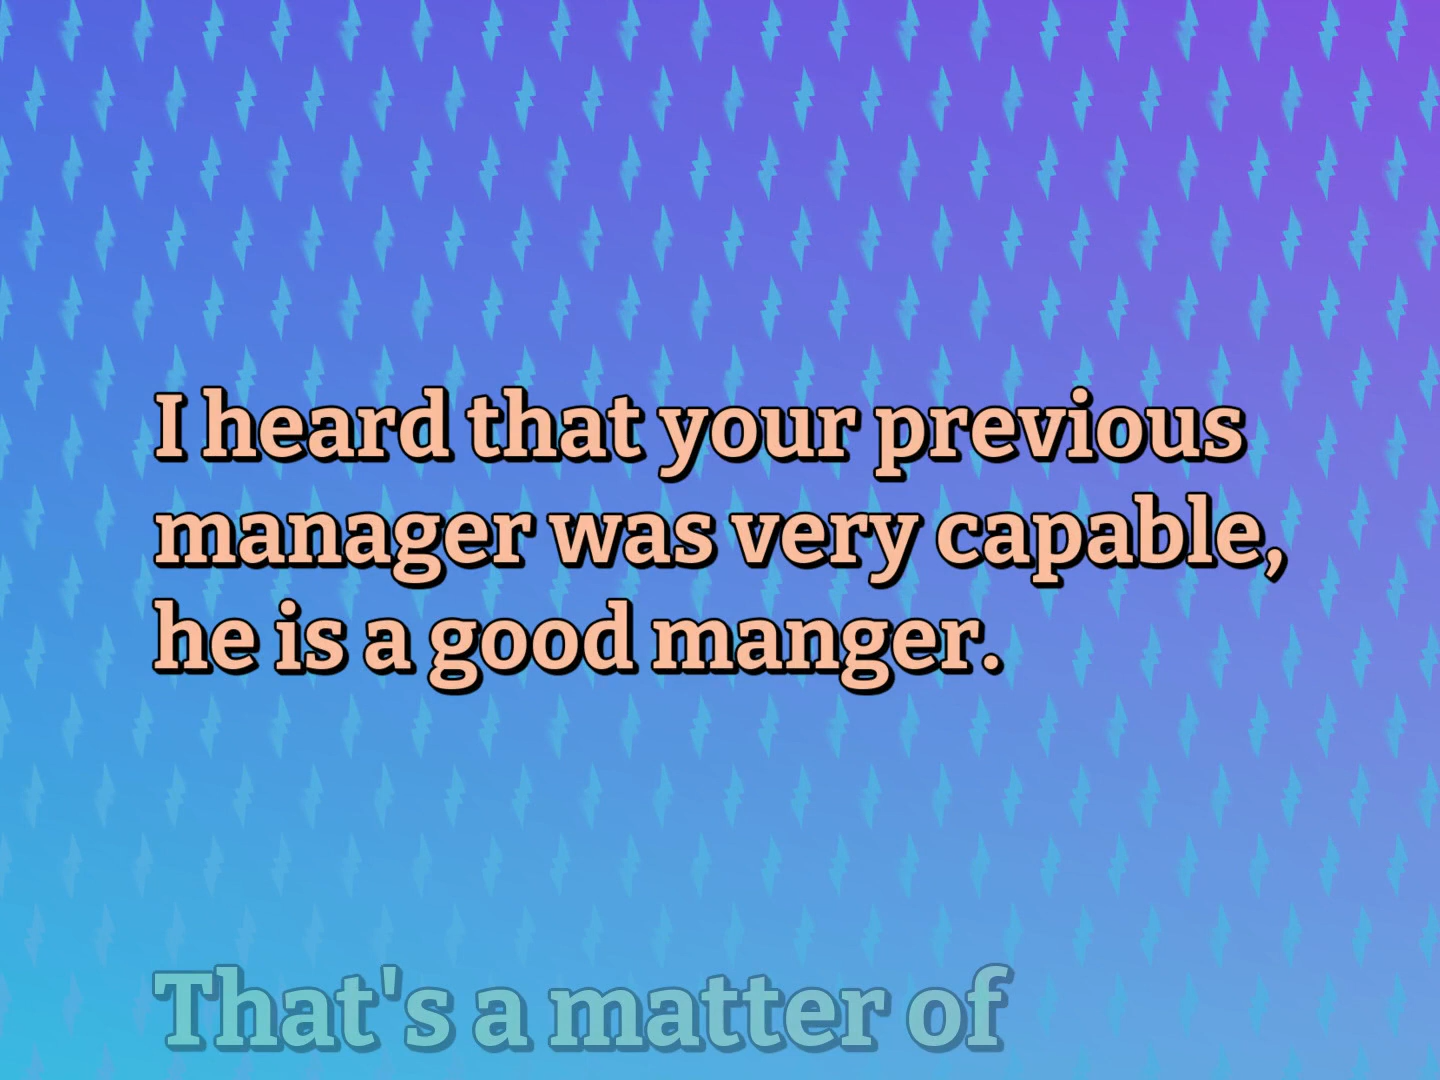 I heard that your previous
manager was very capable,
he is a good manger.
That's a matter of